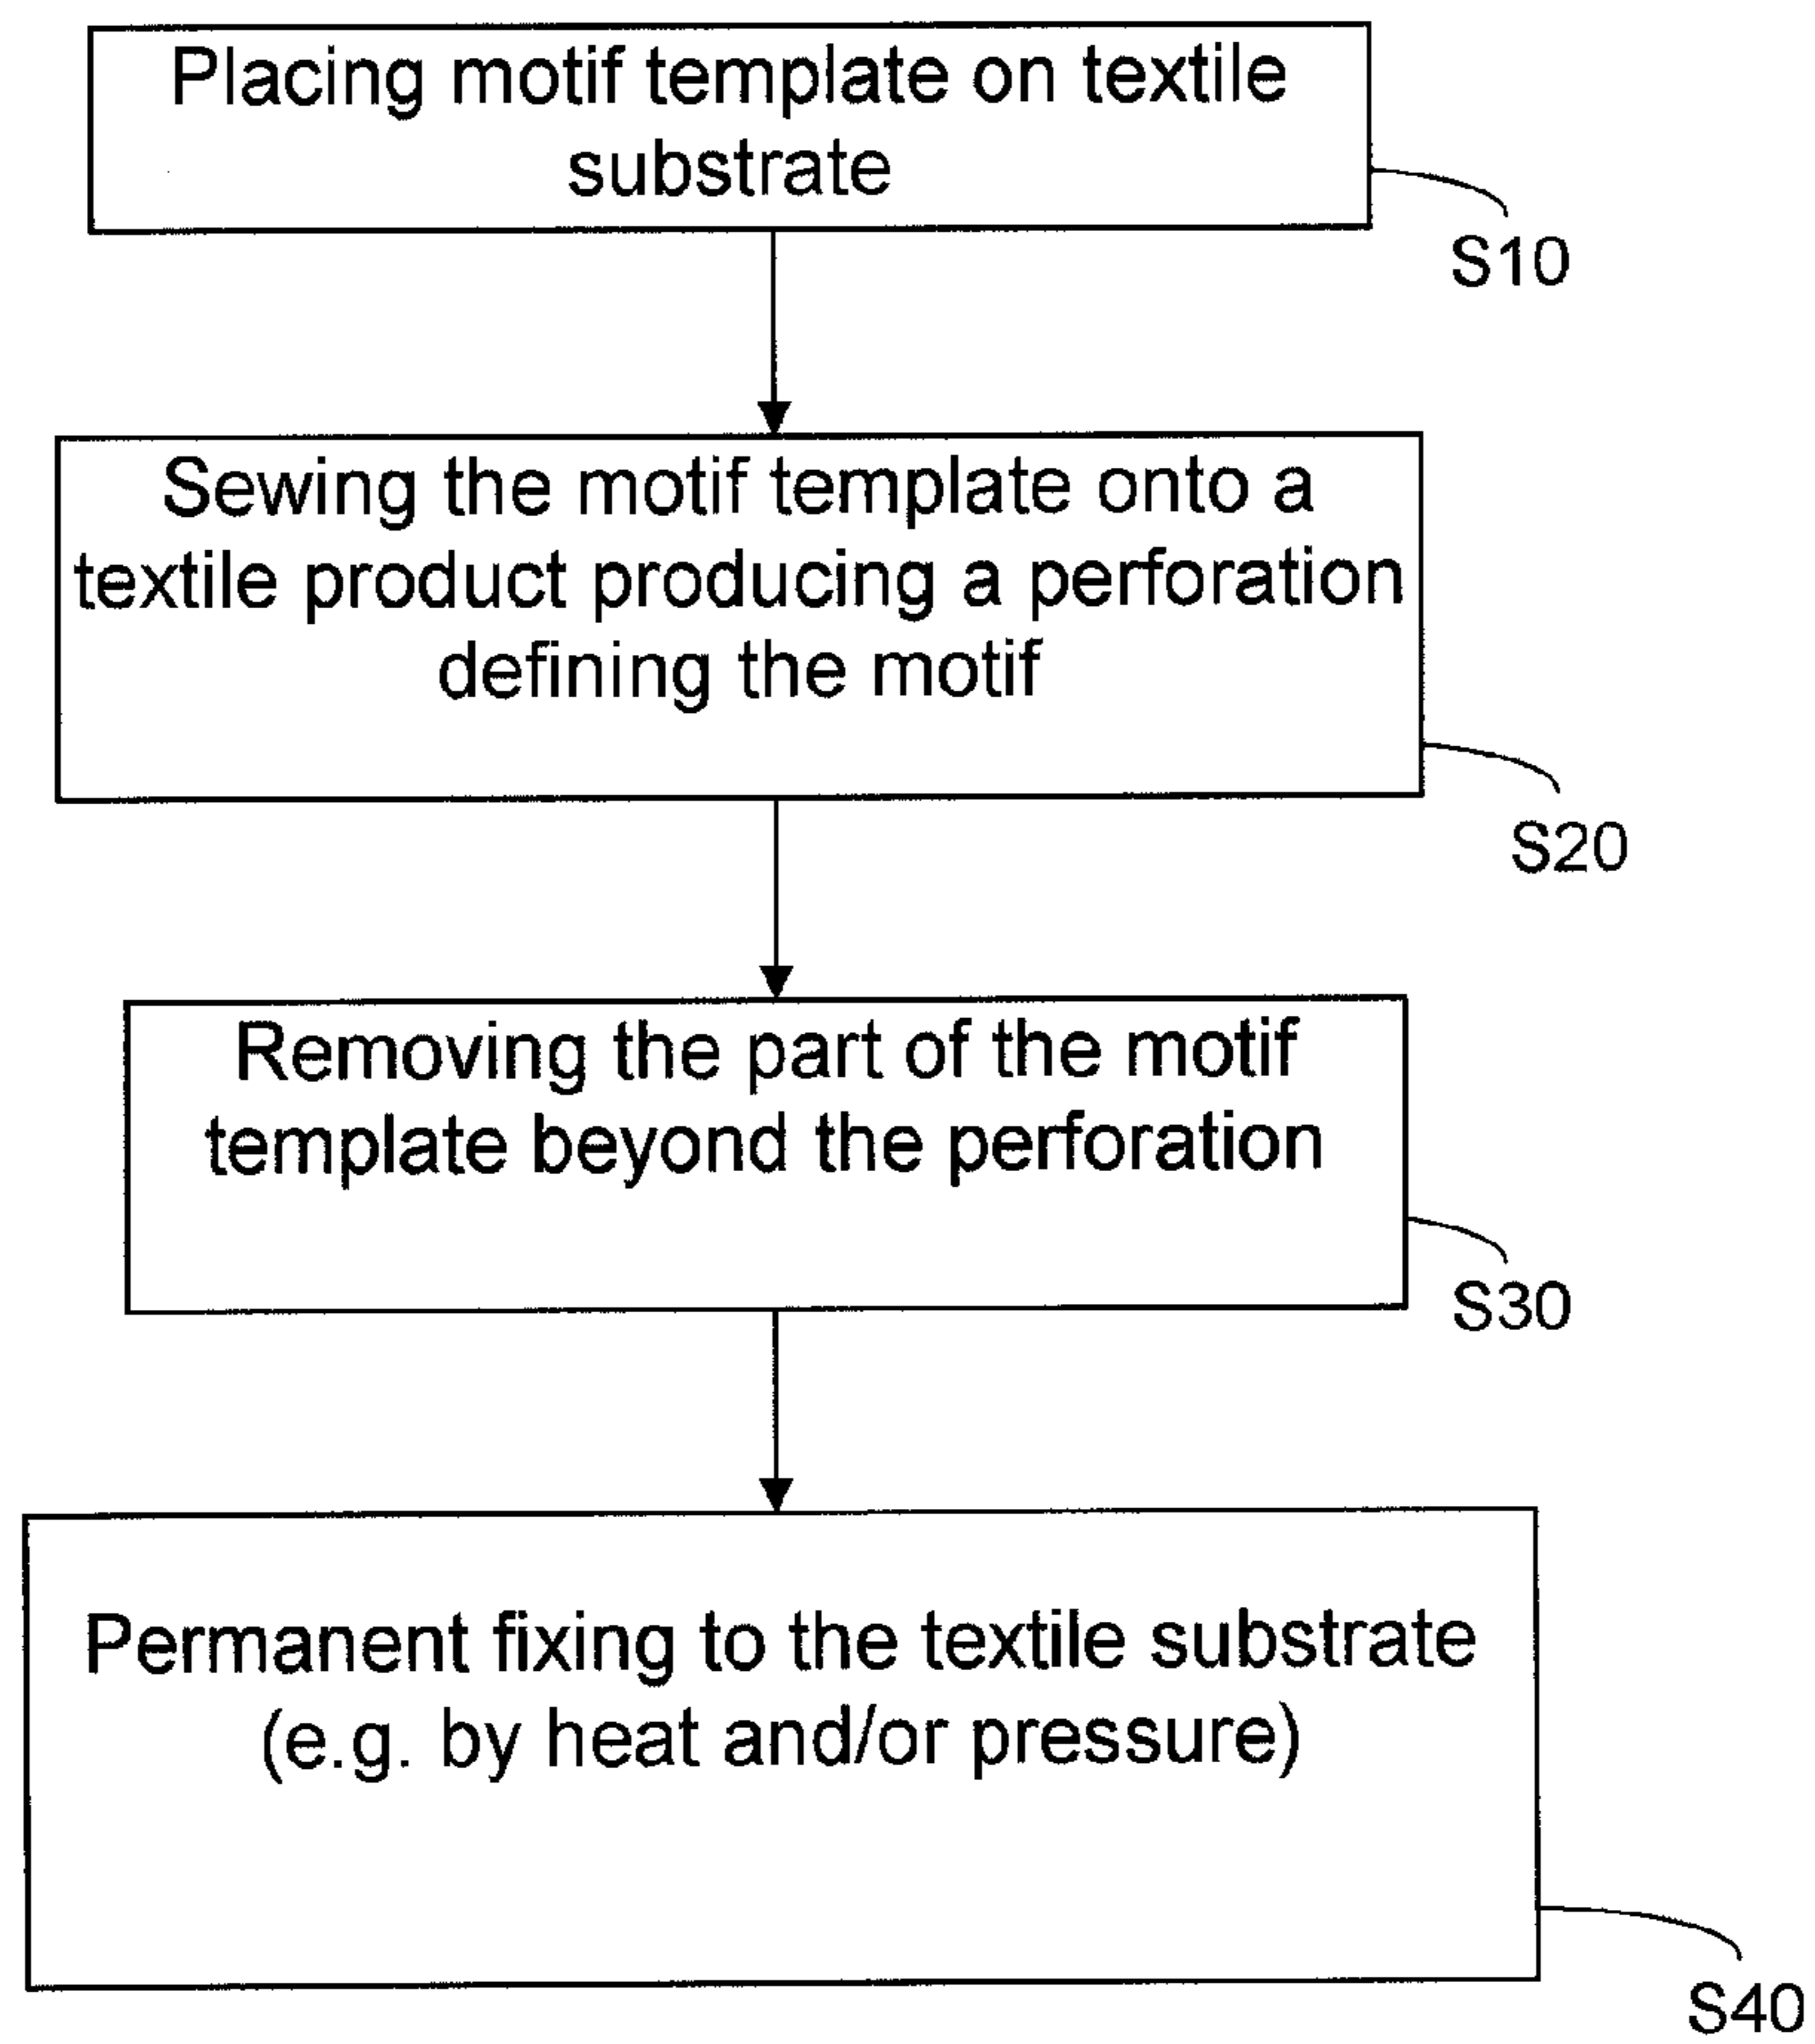 Placing motif template on textile
substrate
S10
Sewing the motif template onto a
textile product producing a perforation
defining the motif
S20
Removing the part of the motif
template beyond the perforation
S30
Permanent fixing to the textile substrate
(e.g. by heat and/or pressure)
S40